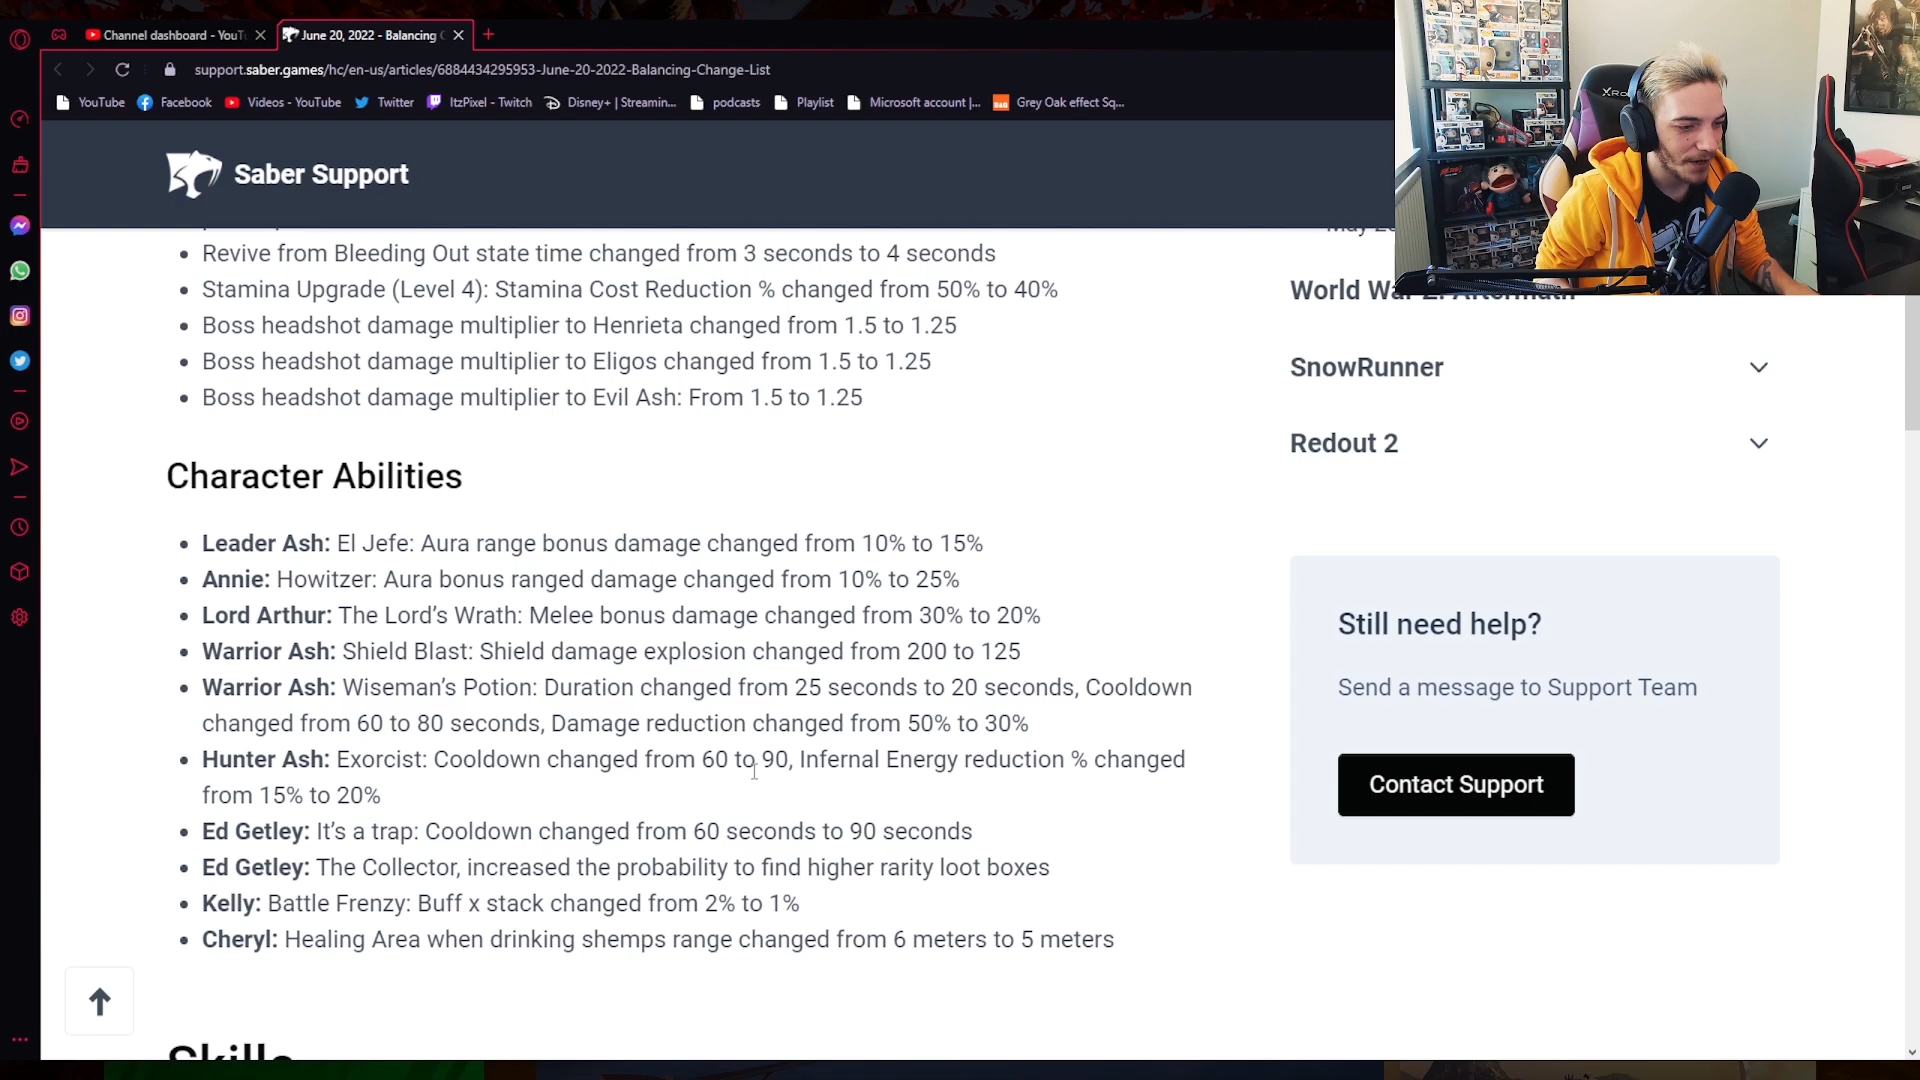 Channel dashboard - YouT
June 20, 2022 - Balancing C
support.saber.games/hc/en-us/articles/6884434295953-June-20-2022-Balancing-Change-List
YouTube Facebook Videos - YouTube Twitter ItzPixel - Twitch Disney+ | Streamin... podcasts Playlist Microsoft account |... Grey Oak effect Sq...
Saber Support
• Revive from Bleeding Out state time changed from 3 seconds to 4 seconds
• Stamina Upgrade (Level 4): Stamina Cost Reduction % changed from 50% to 40%
• Boss headshot damage multiplier to Henrieta changed from 1.5 to 1.25
• Boss headshot damage multiplier to Eligos changed from 1.5 to 1.25
• Boss headshot damage multiplier to Evil Ash: From 1.5 to 1.25
Character Abilities
• Leader Ash: El Jefe: Aura range bonus damage changed from 10% to 15%
• Annie: Howitzer: Aura bonus ranged damage changed from 10% to 25%
• Lord Arthur: The Lord’s Wrath: Melee bonus damage changed from 30% to 20%
• Warrior Ash: Shield Blast: Shield damage explosion changed from 200 to 125
• Warrior Ash: Wiseman’s Potion: Duration changed from 25 seconds to 20 seconds, Cooldown
changed from 60 to 80 seconds, Damage reduction changed from 50% to 30%
• Hunter Ash: Exorcist: Cooldown changed from 60 to 90, Infernal Energy reduction % changed
from 15% to 20%
• Ed Getley: It’s a trap: Cooldown changed from 60 seconds to 90 seconds
• Ed Getley: The Collector, increased the probability to find higher rarity loot boxes
• Kelly: Battle Frenzy: Buff x stack changed from 2% to 1%
• Cheryl: Healing Area when drinking shemps range changed from 6 meters to 5 meters
Skills
World War Z: Aftermath
SnowRunner
Redout 2
Still need help?
Send a message to Support Team
Contact Support